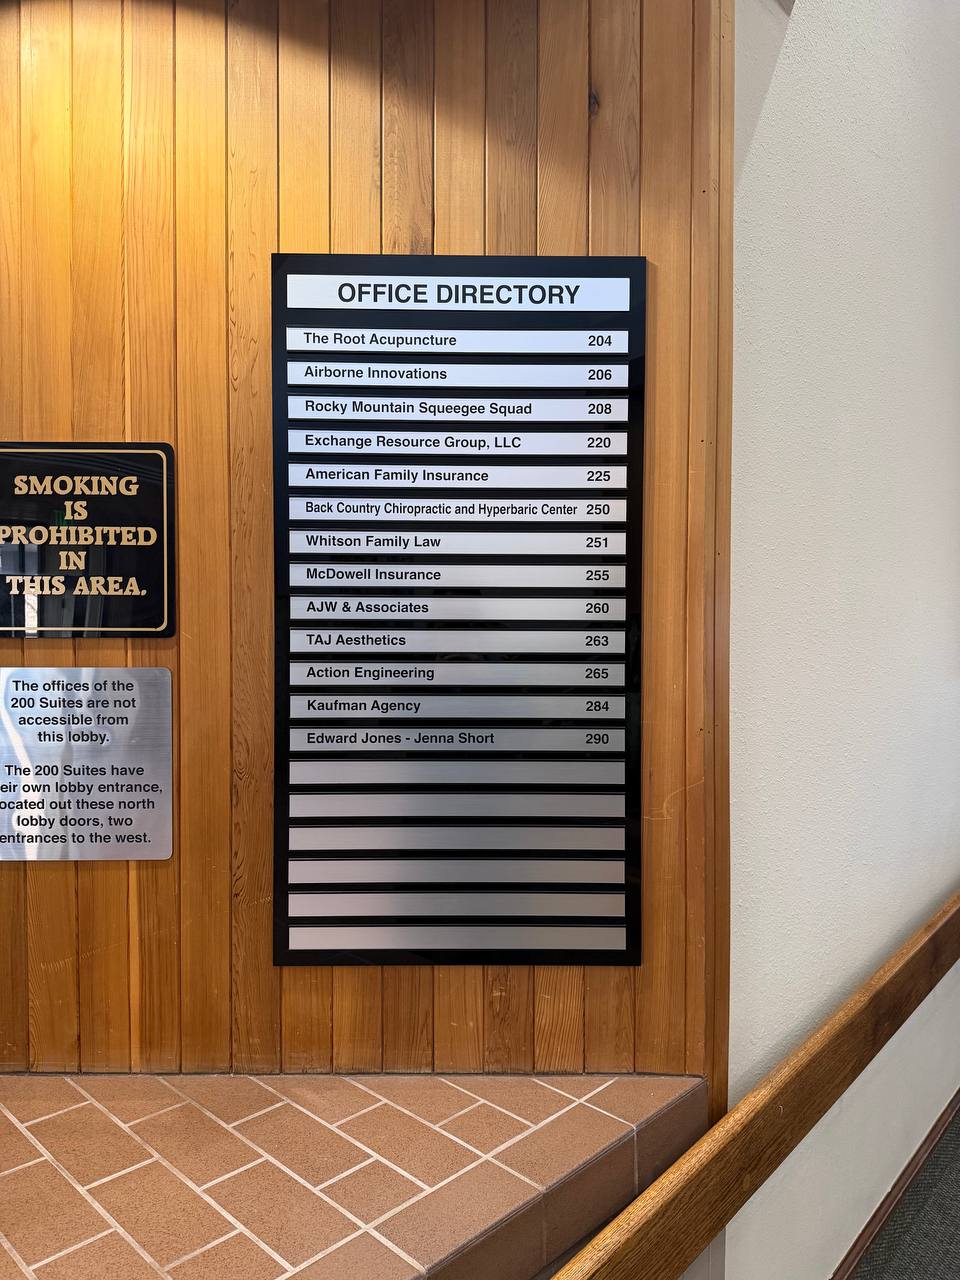 OFFICE DIRECTORY
The Root Acupuncture 204
Airborne Innovations 206
Rocky Mountain Squeegee Squad 208
Exchange Resource Group, LLC 220
American Family Insurance 225
Back Country Chiropractic and Hyperbaric Center 250
Whitson Family Law 251
McDowell Insurance 255
AJW & Associates 260
TAJ Aesthetics 263
Action Engineering 265
Kaufman Agency 284
Edward Jones - Jenna Short 290
SMOKING
IS
PROHIBITED
IN
THIS AREA.
The offices of the
200 Suites are not
accessible from
this lobby.
The 200 Suites have
eir own lobby entrance,
ocated out these north
lobby doors, two
entrances to the west.